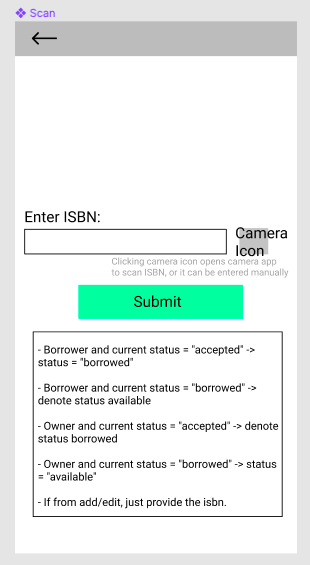 Scan
Enter ISBN:
Camera
Icon
Clicking camera icon opens camera app
to scan ISBN, or it can be entered manually
Submit
- Borrower and current status = "accepted" ->
status = "borrowed"
- Borrower and current status = "borrowed" ->
denote status available
- Owner and current status = "accepted" -> denote
status borrowed
- Owner and current status = "borrowed" -> status
= "available"
- If from add/edit, just provide the isbn.